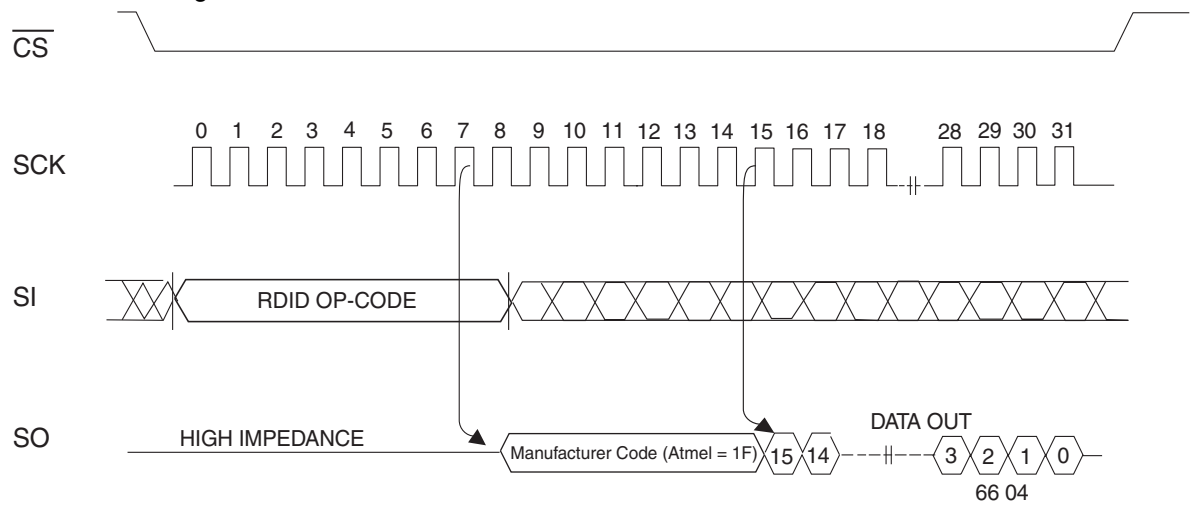 CS
0 1 2 3 4 5 6 7 8 9 10 11 12 13 14 15 16 17 18 28 29 30 31
SCK
SI
RDID OP-CODE
SO
HIGH IMPEDANCE
DATA OUT
Manufacturer Code (Atmel = 1F) 15 14 3 2 1 0
66 04